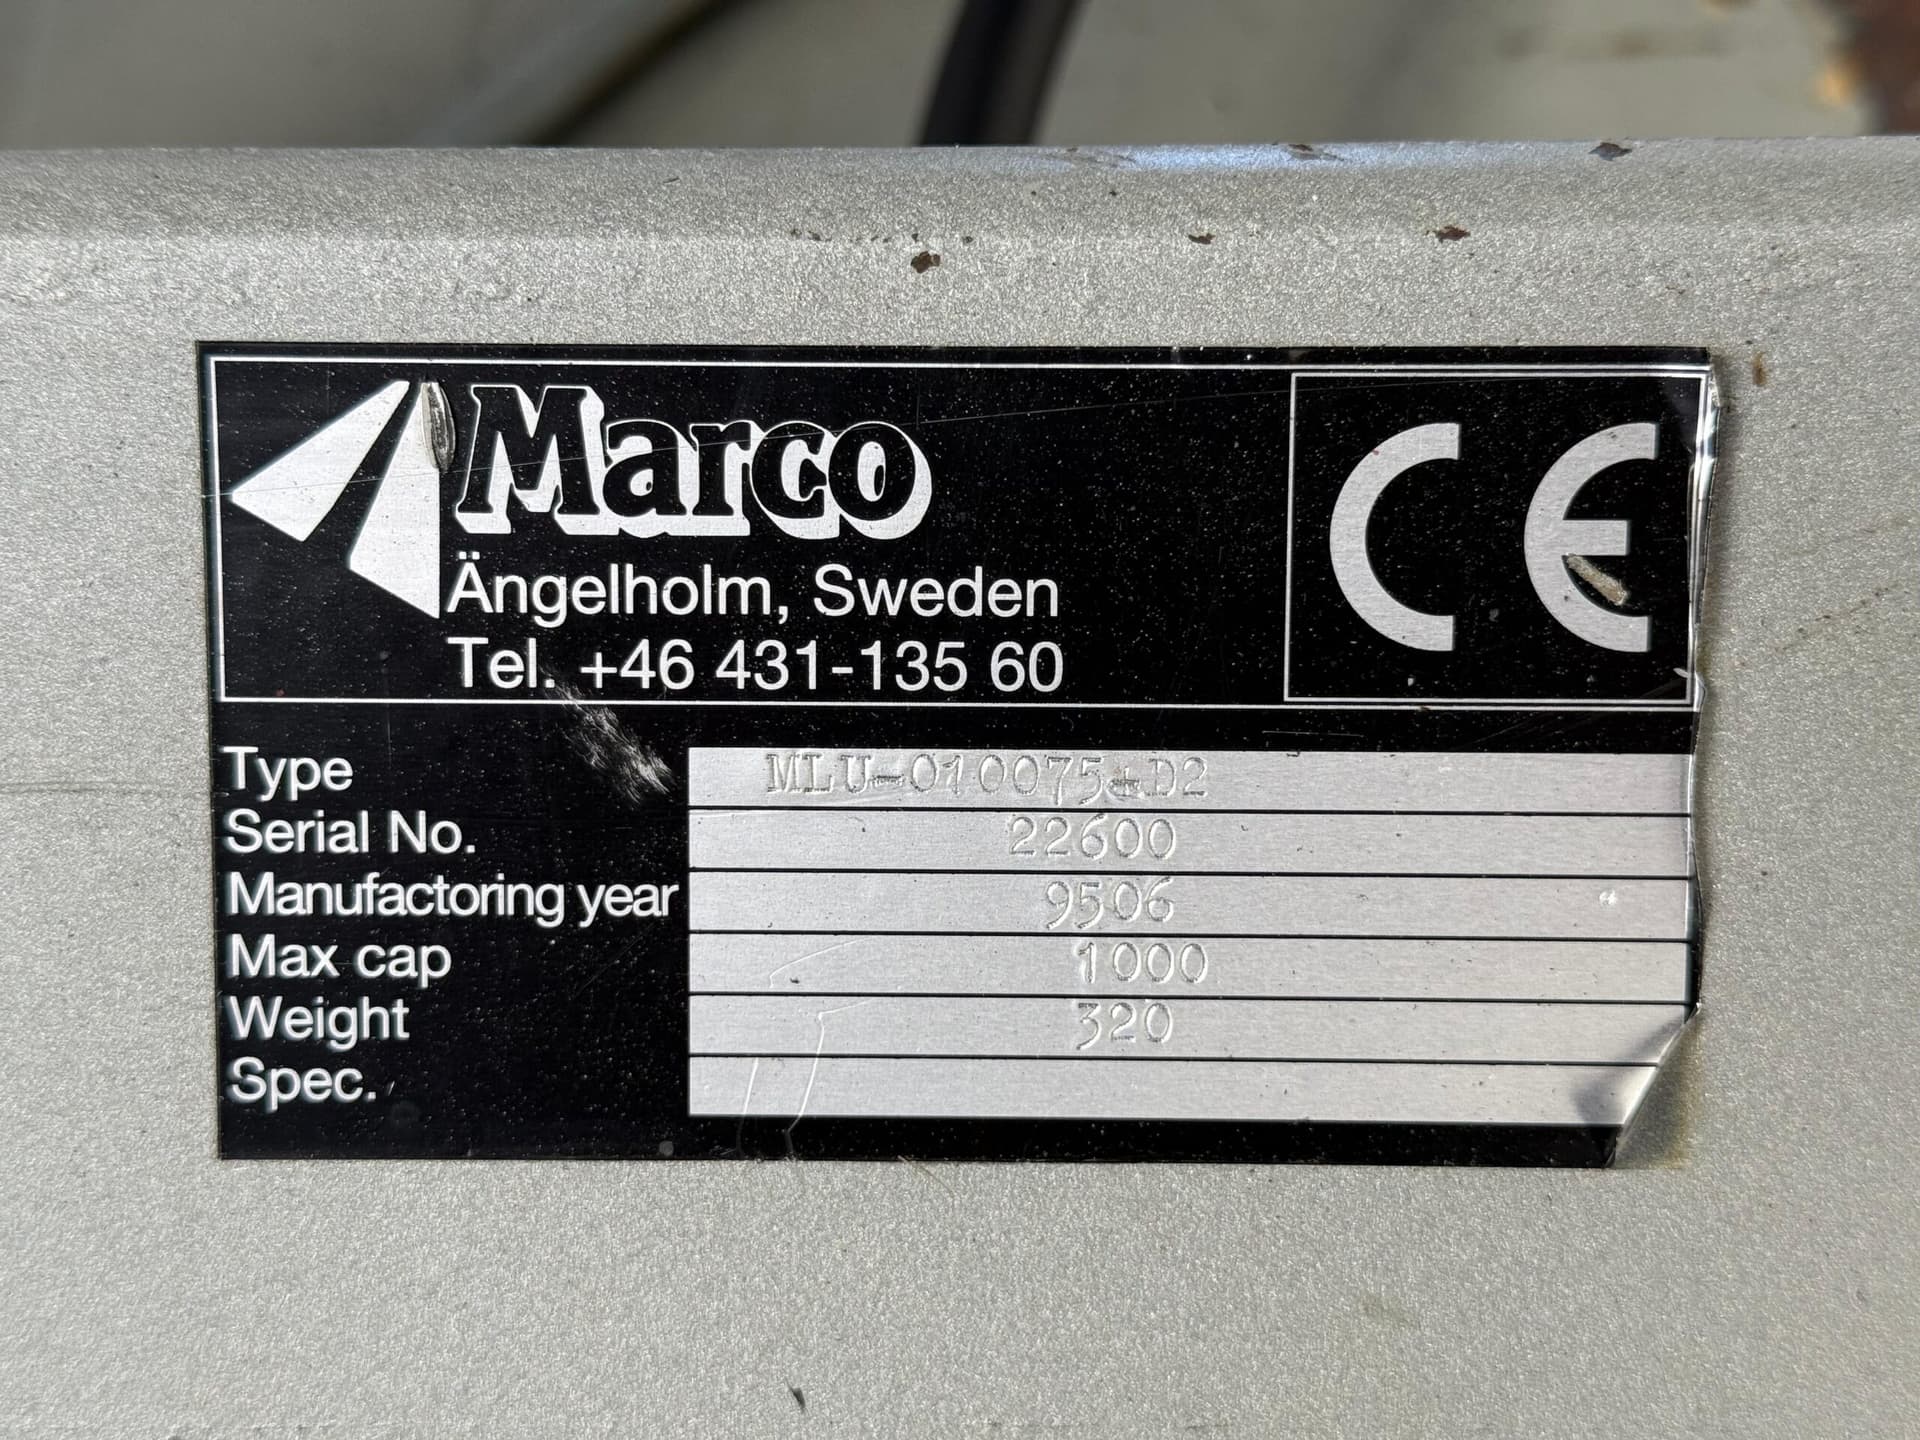 Marco
Ängelholm, Sweden
Tel. +46 431-135 60
CE
Type MLU-010075+D2
Serial No. 22600
Manufactoring year 9506
Max cap 1000
Weight 320
Spec.